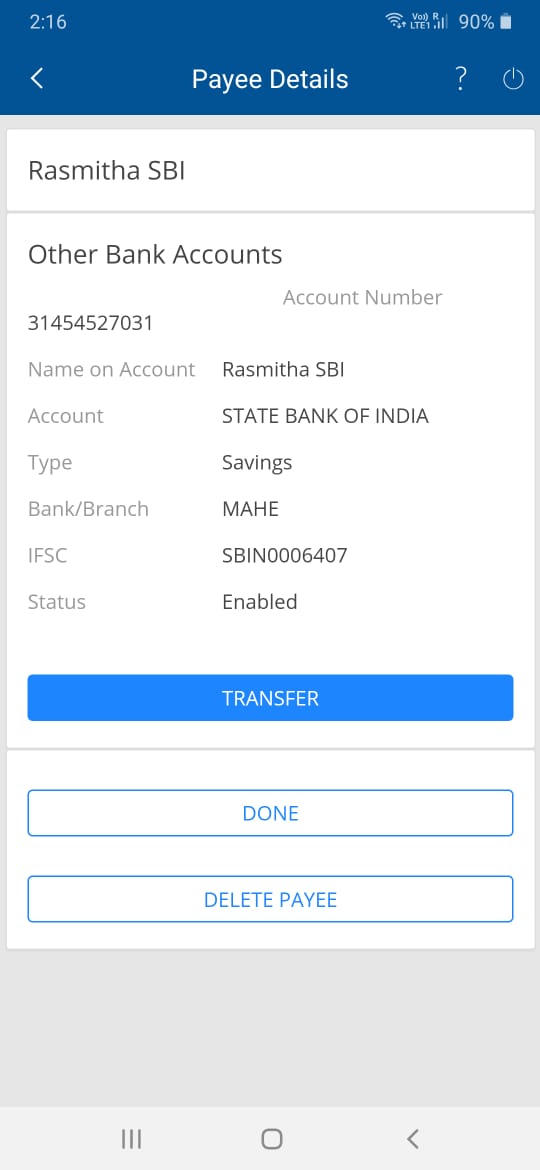 2:16 Vo)) R LTE1 90%
Payee Details ?
Rasmitha SBI
Other Bank Accounts
Account Number
31454527031
Name on Account Rasmitha SBI
Account STATE BANK OF INDIA
Type Savings
Bank/Branch MAHE
IFSC SBIN0006407
Status Enabled
TRANSFER
DONE
DELETE PAYEE